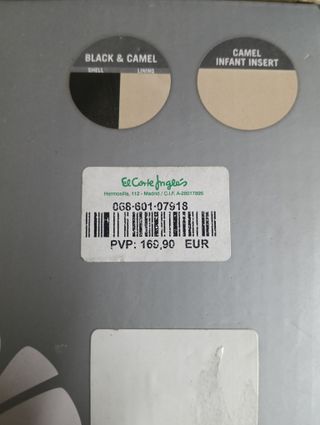 BLACK & CAMEL
SHELL LINING
CAMEL
INFANT INSERT
El Corte Inglés
Hermosilla, 112 - Madrid / C.I.F. A-28017895
068-601-07918
PVP: 169,90 EUR